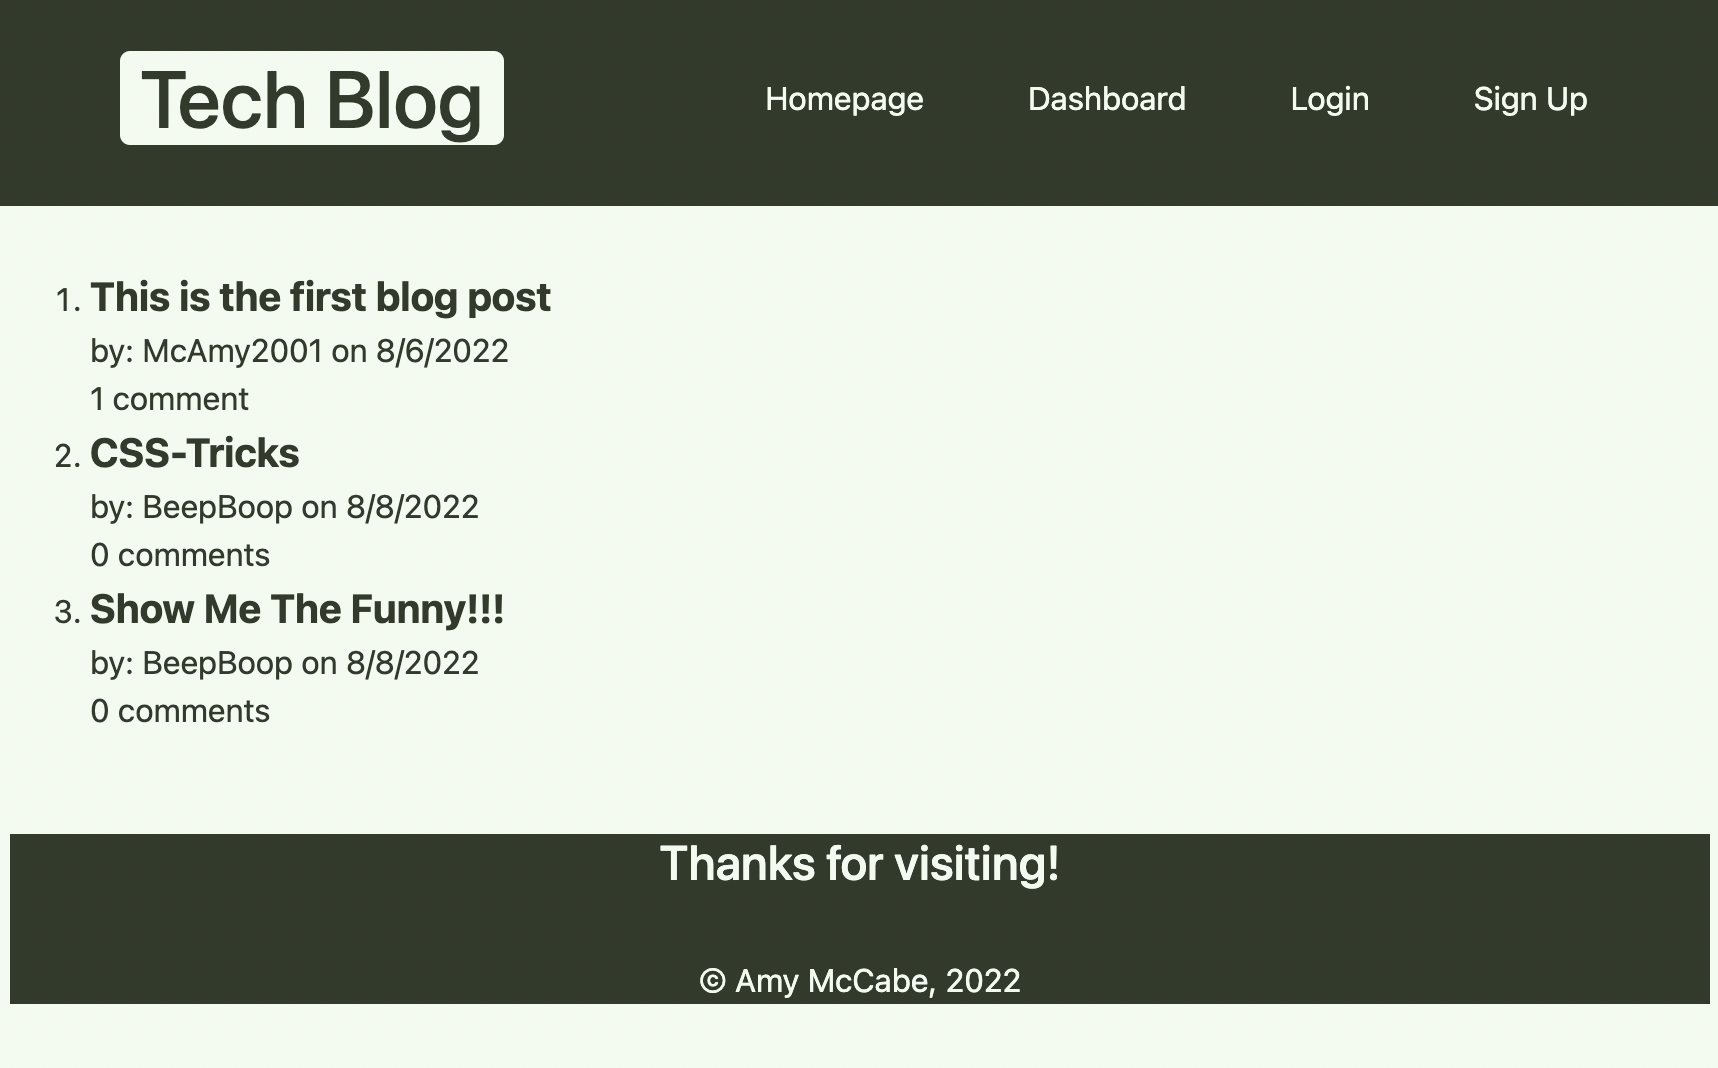 Tech Blog
Homepage Dashboard Login Sign Up
1. This is the first blog post
by: McAmy2001 on 8/6/2022
1 comment
2. CSS-Tricks
by: BeepBoop on 8/8/2022
0 comments
3. Show Me The Funny!!!
by: BeepBoop on 8/8/2022
0 comments
Thanks for visiting!
© Amy McCabe, 2022